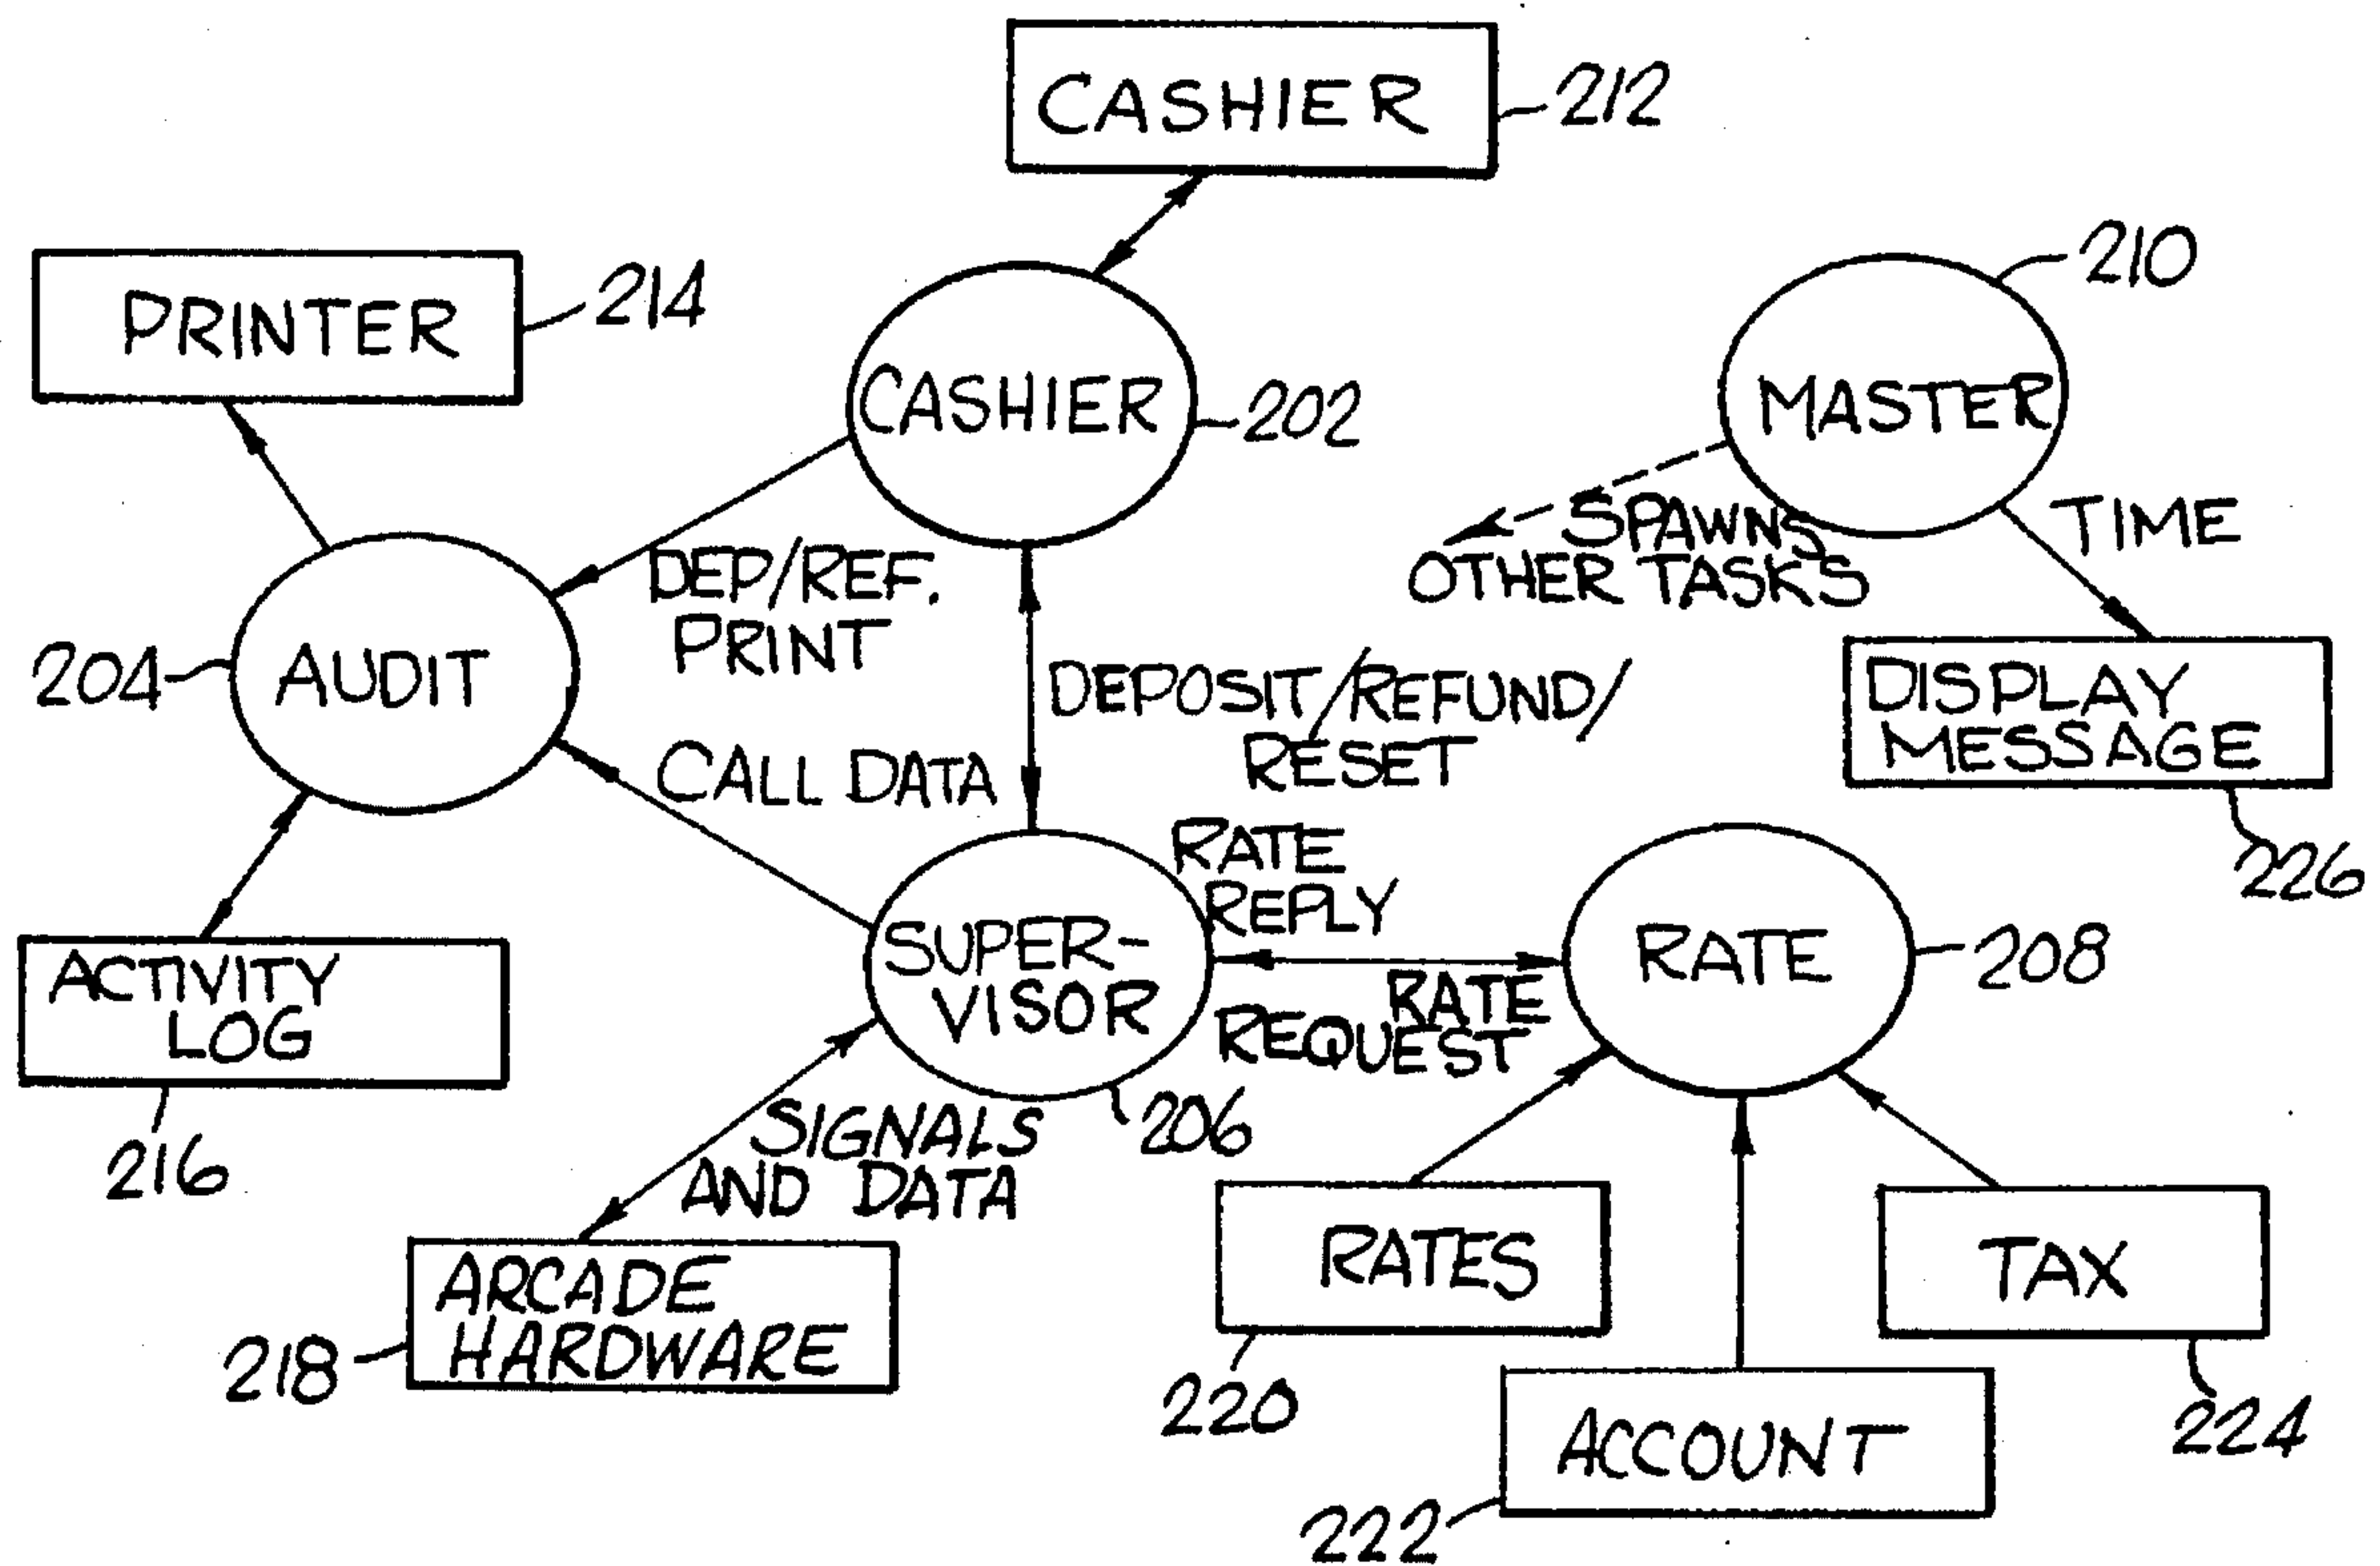 CASHIER
212
PRINTER
214
CASHIER
202
MASTER
210
SPAWNS
OTHER TASKS
TIME
DISPLAY
MESSAGE
226
DEP/REF.
PRINT
204
AUDIT
CALL DATA
DEPOSIT/REFUND/
RESET
RATE
REPLY
SUPER-
VISOR
206
RATE
REQUEST
RATE
208
ACTIVITY
LOG
216
SIGNALS
AND DATA
ARCADE
HARDWARE
218
RATES
220
TAX
224
ACCOUNT
222